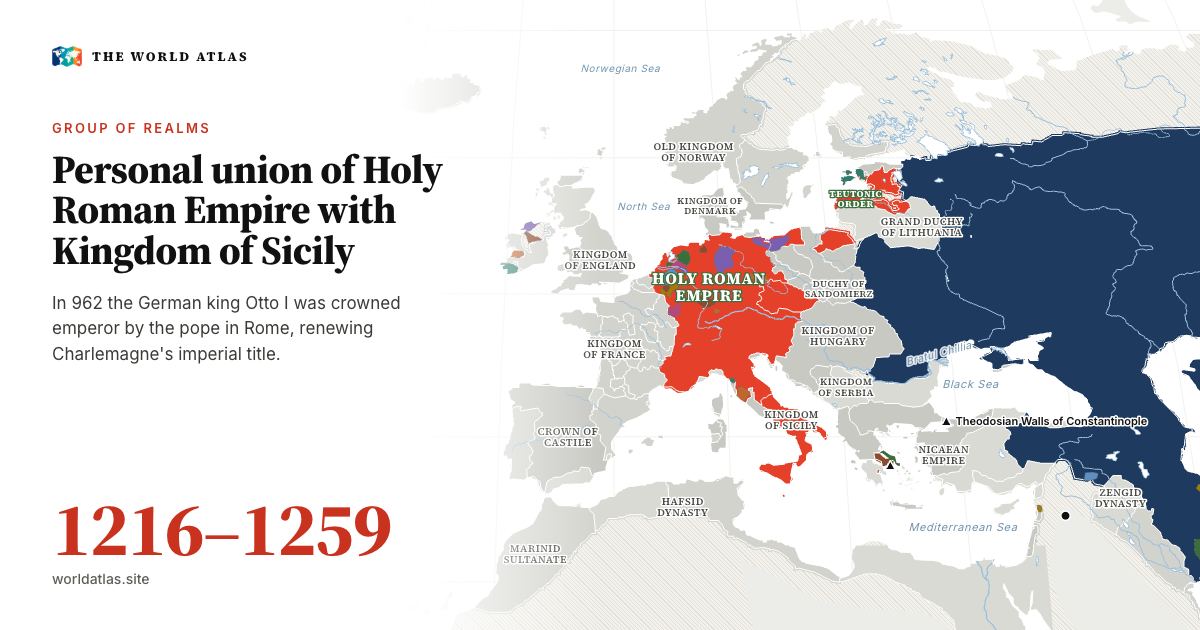 THE WORLD ATLAS
GROUP OF REALMS
Personal union of Holy
Roman Empire with
Kingdom of Sicily
In 962 the German king Otto I was crowned
emperor by the pope in Rome, renewing
Charlemagne's imperial title.
1216–1259
worldatlas.site
Norwegian Sea
OLD KINGDOM
OF NORWAY
North Sea
KINGDOM OF
DENMARK
TEUTONIC
ORDER
GRAND DUCHY
OF LITHUANIA
KINGDOM
OF ENGLAND
HOLY ROMAN
EMPIRE
DUCHY OF
SANDOMIERZ
KINGDOM
OF FRANCE
KINGDOM OF
HUNGARY
Bratul Chillia
KINGDOM
OF SERBIA
Black Sea
KINGDOM
OF SICILY
Theodosian Walls of Constantinople
CROWN OF
CASTILE
NICAEAN
EMPIRE
HAFSID
DYNASTY
ZENGID
DYNASTY
Mediterranean Sea
MARINID
SULTANATE